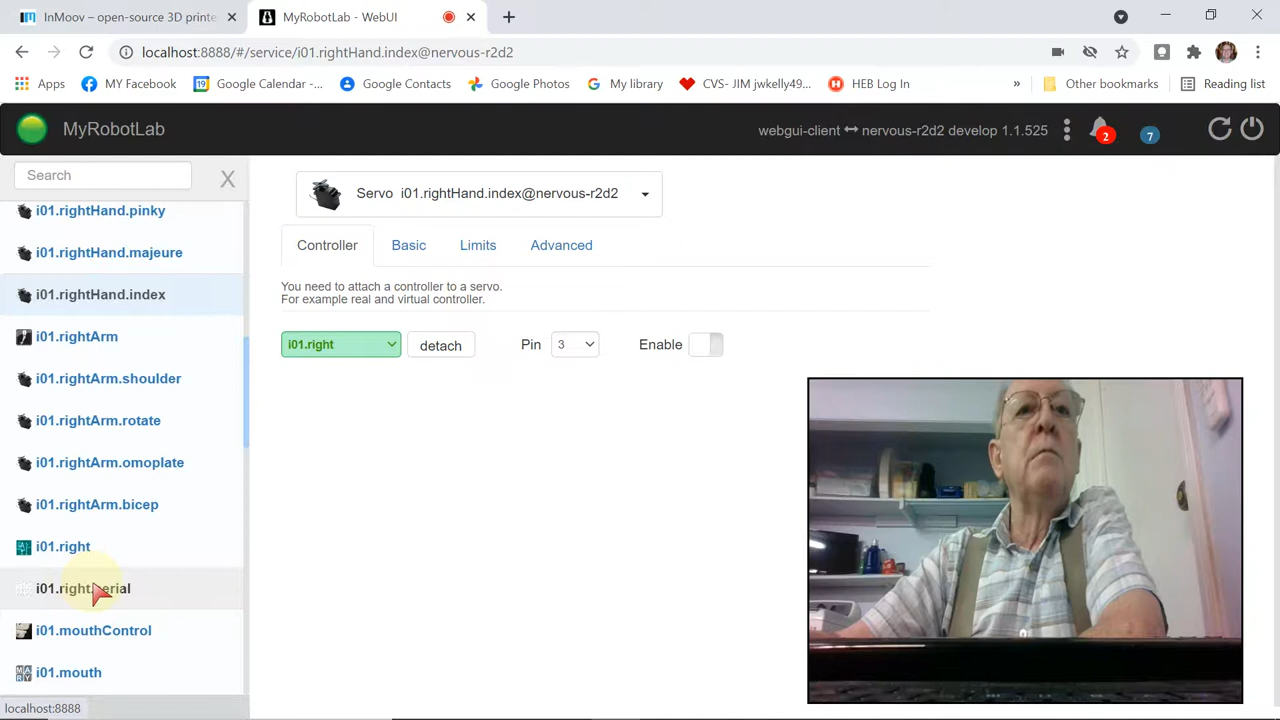 InMoov – open-source 3D printe
MyRobotLab - WebUI
localhost:8888/#/service/i01.rightHand.index@nervous-r2d2
Apps
MY Facebook
Google Calendar -...
Google Contacts
Google Photos
My library
CVS- JIM jwkelly49...
HEB Log In
»
Other bookmarks
Reading list
MyRobotLab
webgui-client nervous-r2d2 develop 1.1.525
2
7
Search
X
i01.rightHand.pinky
i01.rightHand.majeure
i01.rightHand.index
i01.rightArm
i01.rightArm.shoulder
i01.rightArm.rotate
i01.rightArm.omoplate
i01.rightArm.bicep
i01.right
i01.mouthControl
i01.mouth
localhost:8888
Servo i01.rightHand.index@nervous-r2d2
Controller
Basic
Limits
Advanced
You need to attach a controller to a servo.
For example real and virtual controller.
i01.right
detach
Pin
3
Enable